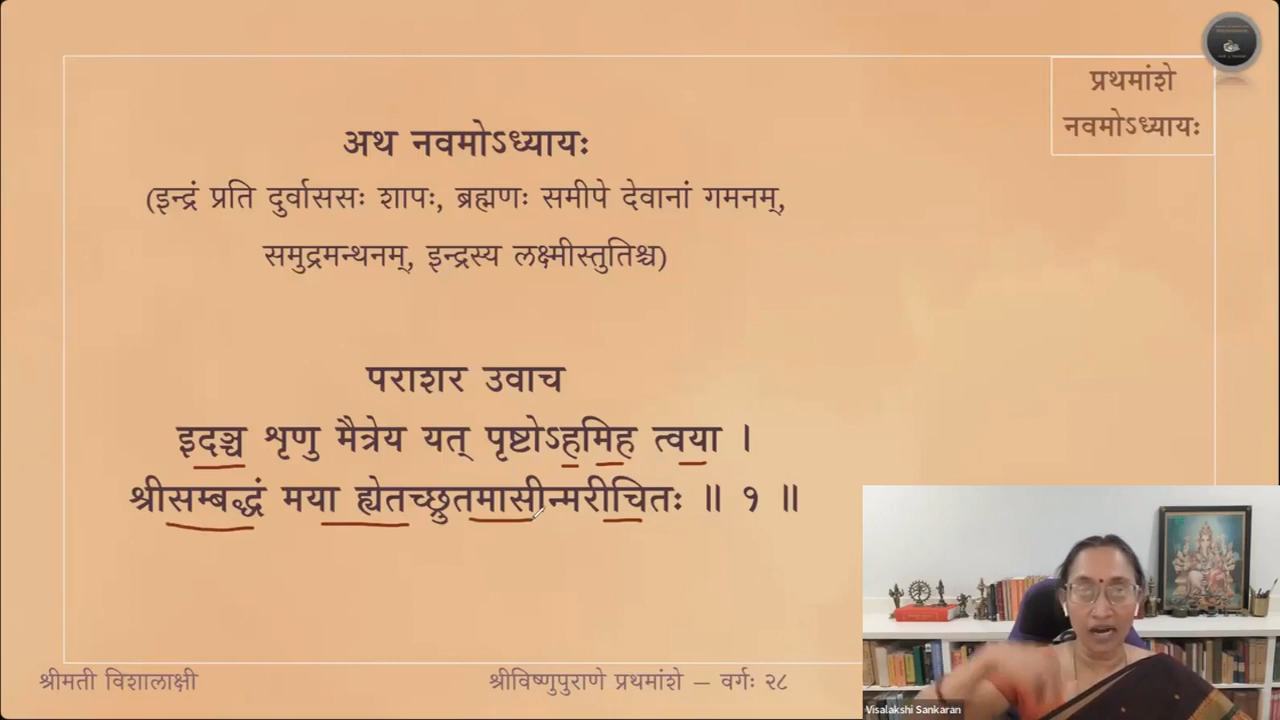 प्रथमांशे
नवमोऽध्यायः
अथ नवमोऽध्यायः
(इन्द्रं प्रति दुर्वाससः शापः, ब्रह्मणः समीपे देवानां गमनम्,
समुद्रमन्थनम्, इन्द्रस्य लक्ष्मीस्तुतिश्च)
पराशर उवाच
इदञ्च शृणु मैत्रेय यत् पृष्टोऽहमिह त्वया ।
श्रीसम्बद्धं मया ह्येतच्छ्रुतमासीन्मरीचितः ॥ १ ॥
श्रीमती विशालाक्षी
श्रीविष्णुपुराणे प्रथमांशे – वर्गः २८
Visalakshi Sankaran